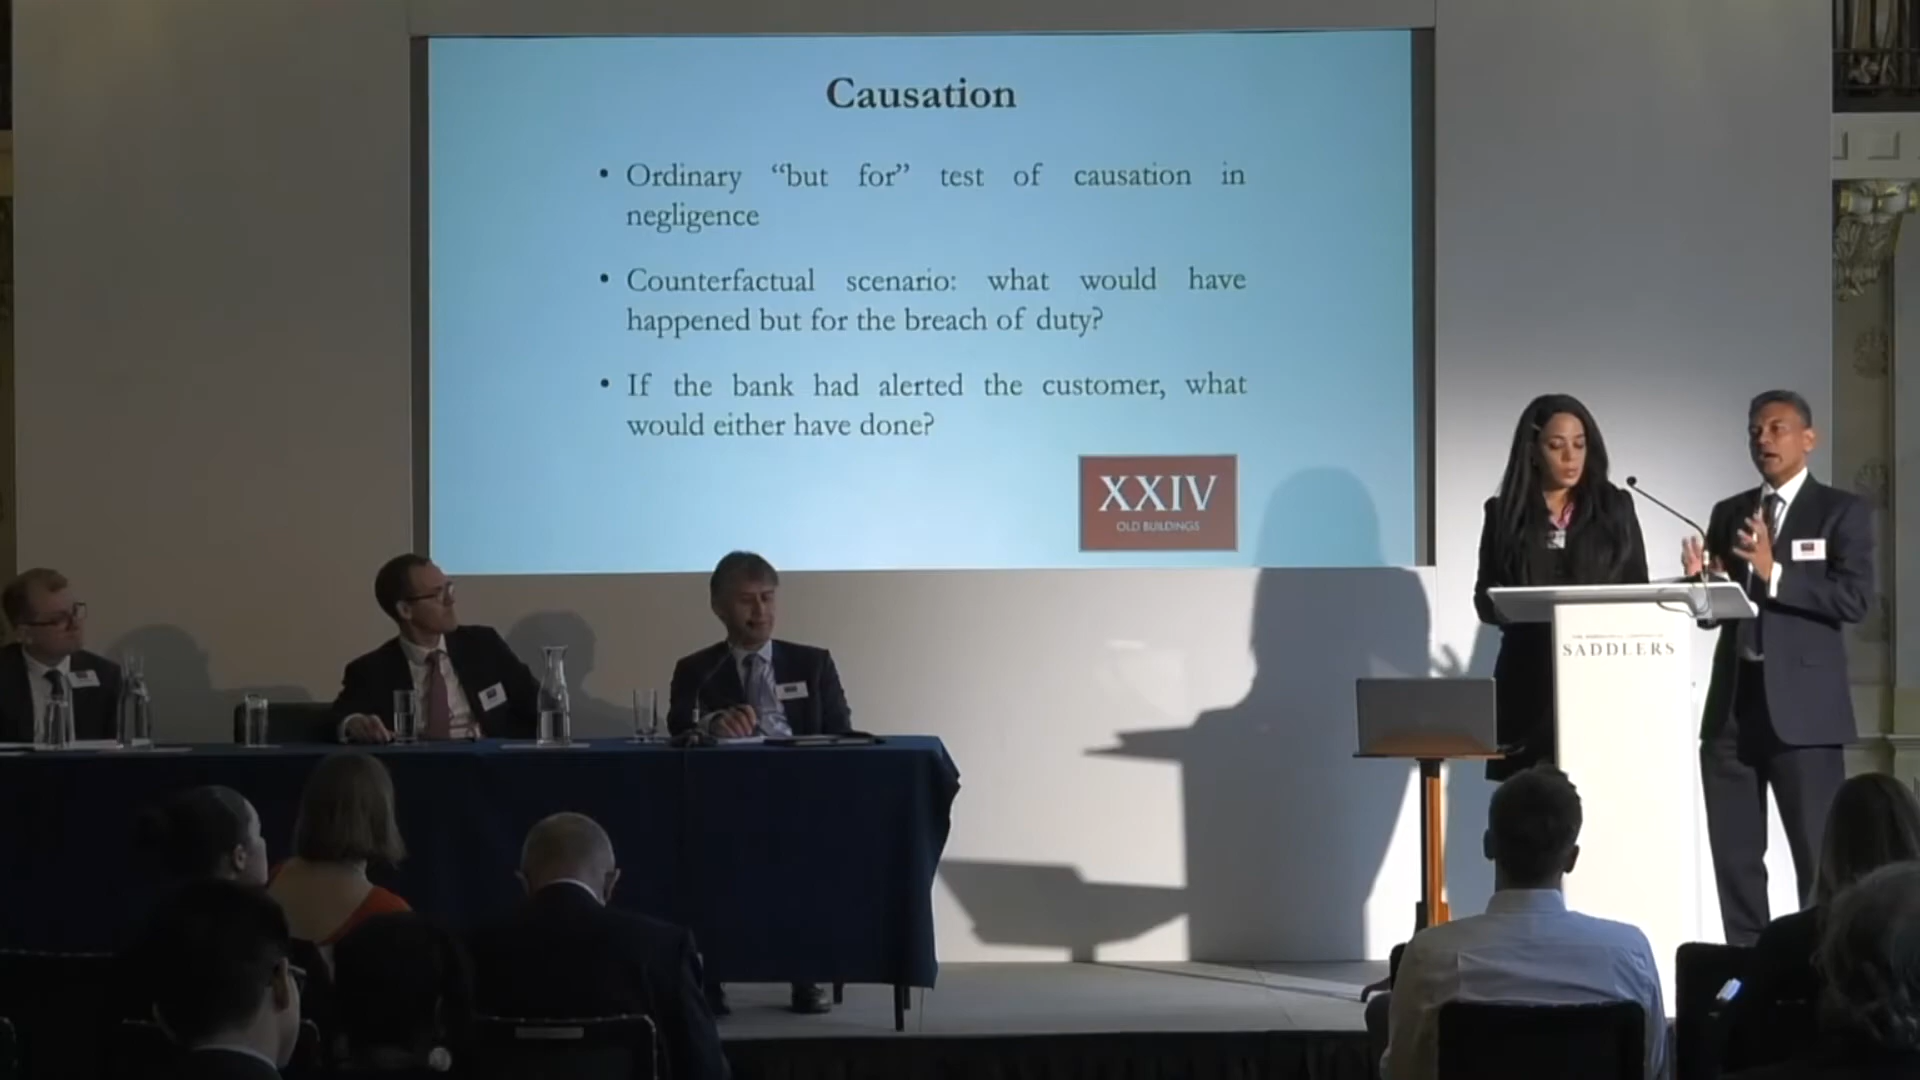 Causation
• Ordinary “but for” test of causation in
negligence
• Counterfactual scenario: what would have
happened but for the breach of duty?
• If the bank had alerted the customer, what
would either have done?
XXIV
OLD BUILDINGS
SADDLERS